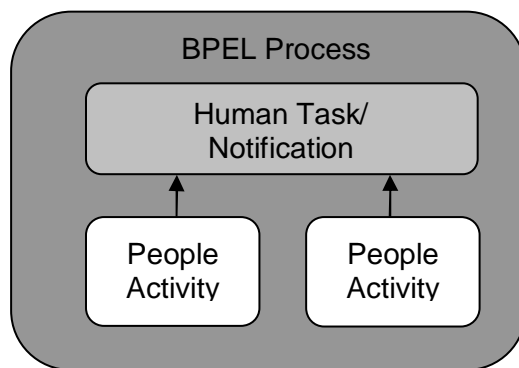 BPEL Process
Human Task/
Notification
People
Activity
People
Activity